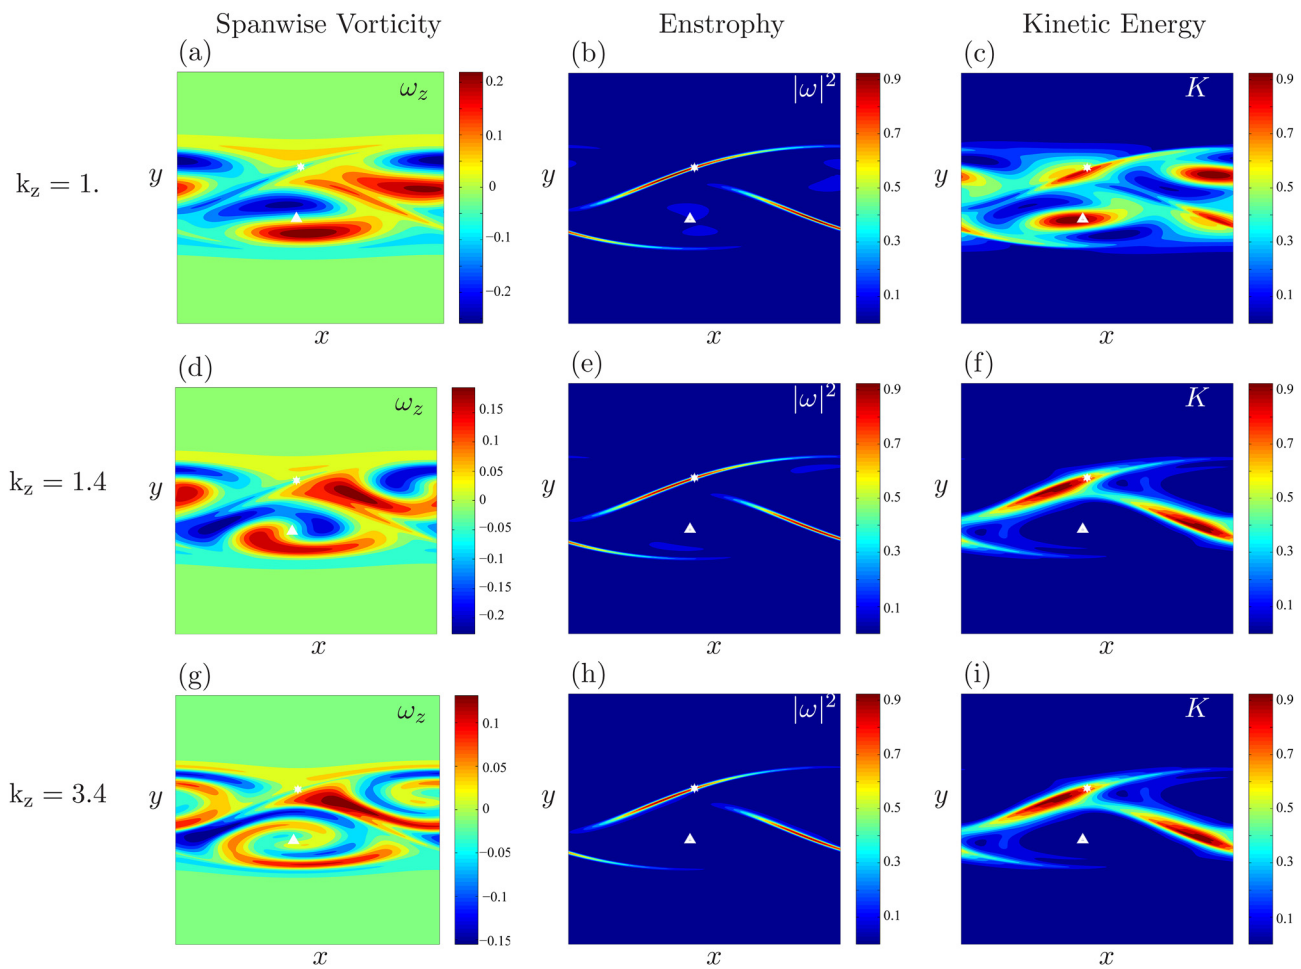 Spanwise Vorticity Enstrophy Kinetic Energy
(a) (b) (c)
k_z = 1.
y ω_z 0.2 0.1 0 −0.1 −0.2 x
y |ω|² 0.9 0.7 0.5 0.3 0.1 x
y K 0.9 0.7 0.5 0.3 0.1 x
(d) (e) (f)
k_z = 1.4
y ω_z 0.15 0.1 0.05 0 −0.05 −0.1 −0.15 −0.2 x
y |ω|² 0.9 0.7 0.5 0.3 0.1 x
y K 0.9 0.7 0.5 0.3 0.1 x
(g) (h) (i)
k_z = 3.4
y ω_z 0.1 0.05 0 −0.05 −0.1 −0.15 x
y |ω|² 0.9 0.7 0.5 0.3 0.1 x
y K 0.9 0.7 0.5 0.3 0.1 x